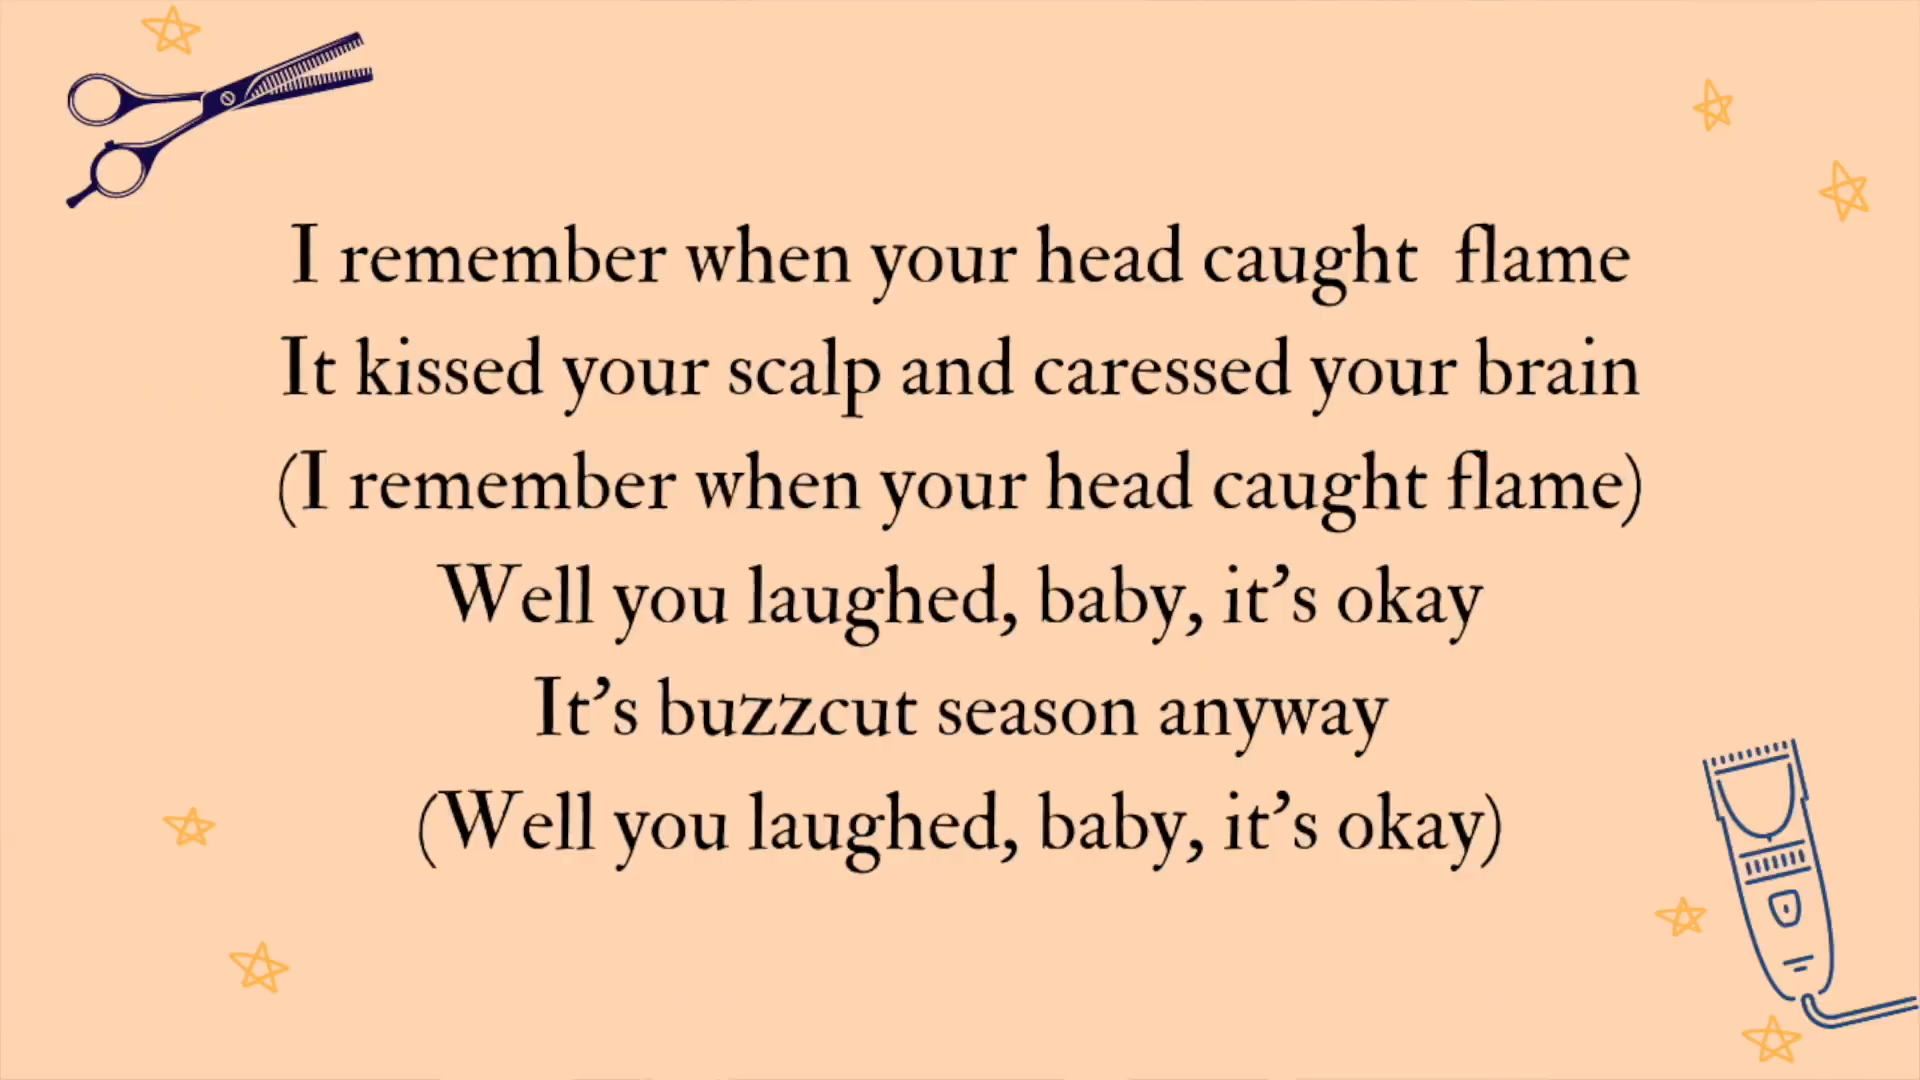 I remember when your head caught  flame
It kissed your scalp and caressed your brain
(I remember when your head caught flame)
Well you laughed, baby, it’s okay
It’s buzzcut season anyway
(Well you laughed, baby, it’s okay)